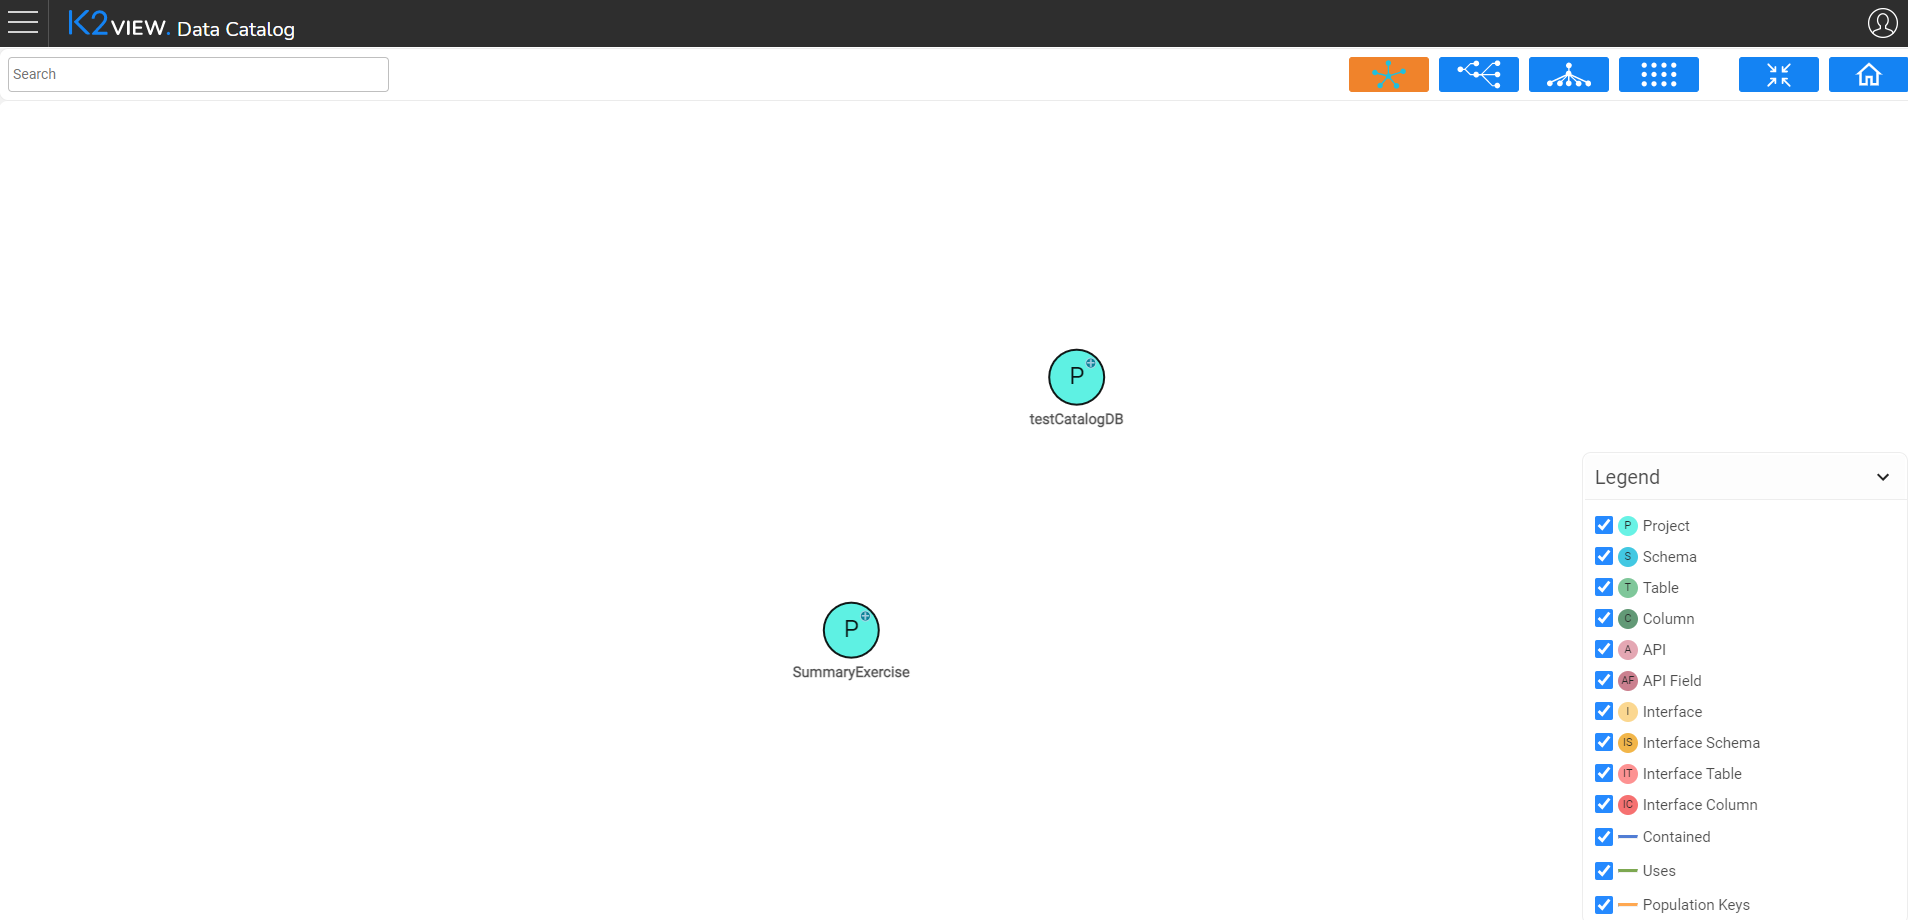 K2VIEW. Data Catalog
Search
P
testCatalogDB
P
SummaryExercise
Legend
P Project
S Schema
T Table
C Column
A API
AF API Field
I Interface
IS Interface Schema
IT Interface Table
IC Interface Column
Contained
Uses
Population Keys